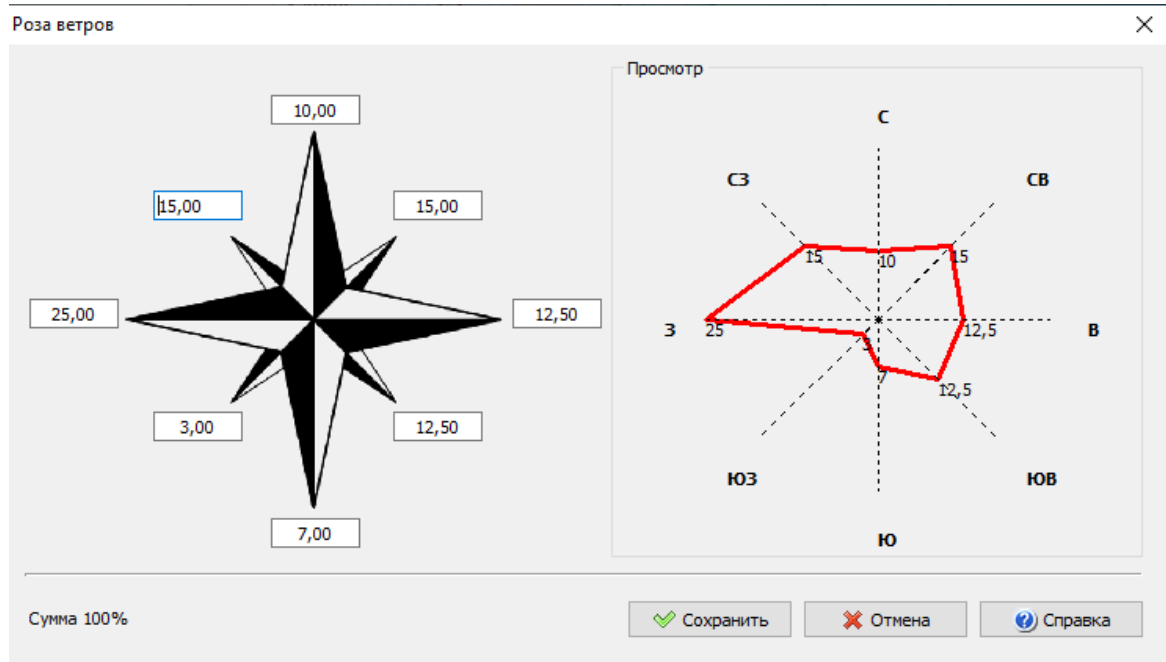 Роза ветров
Просмотр
10,00
15,00
15,00
25,00
12,50
3,00
12,50
7,00
С
СЗ
СВ
15
10
15
З
25
12,5
В
3
7
12,5
ЮЗ
ЮВ
Ю
Сумма 100%
Сохранить
Отмена
Справка